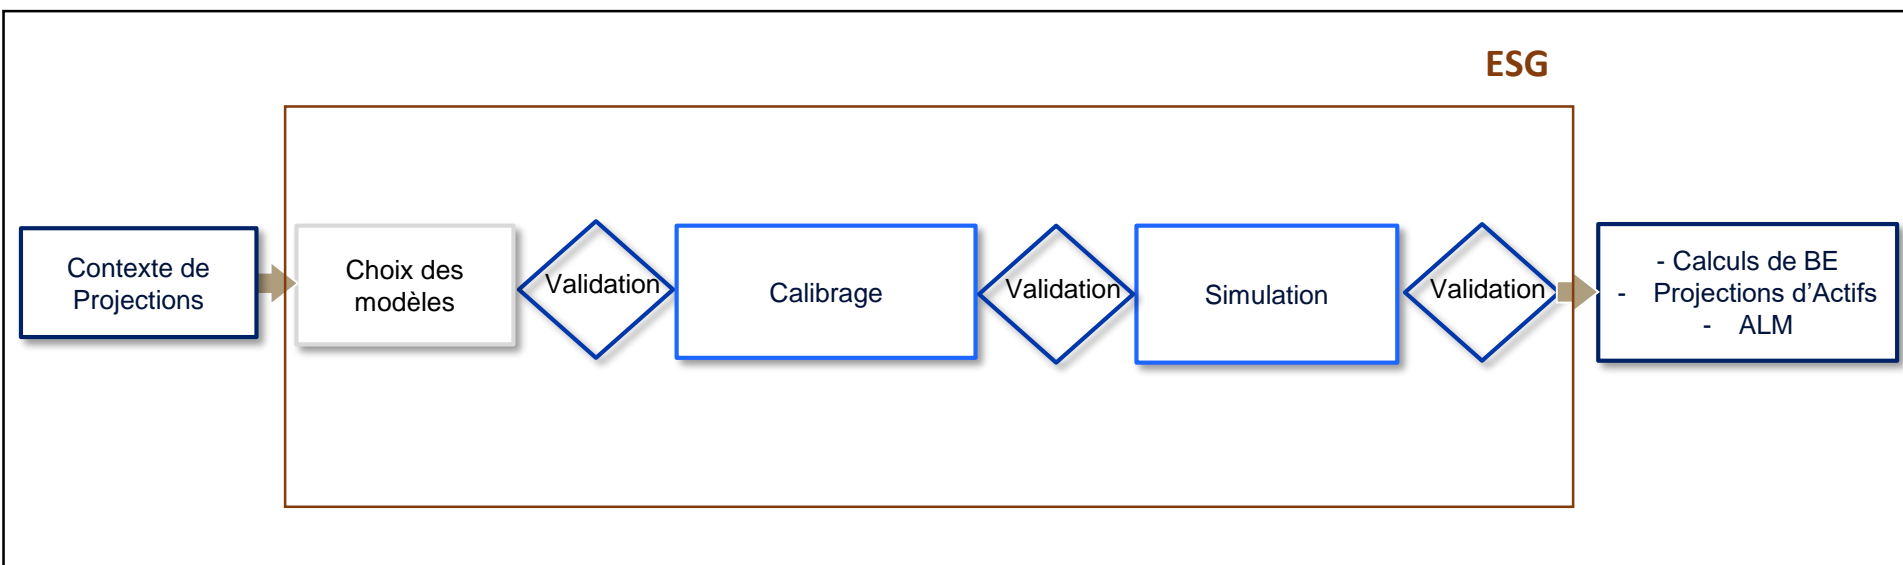 ESG
Contexte de
Projections
Choix des
modèles
Validation
Calibrage
Validation
Simulation
Validation
- Calculs de BE
- Projections d’Actifs
- ALM